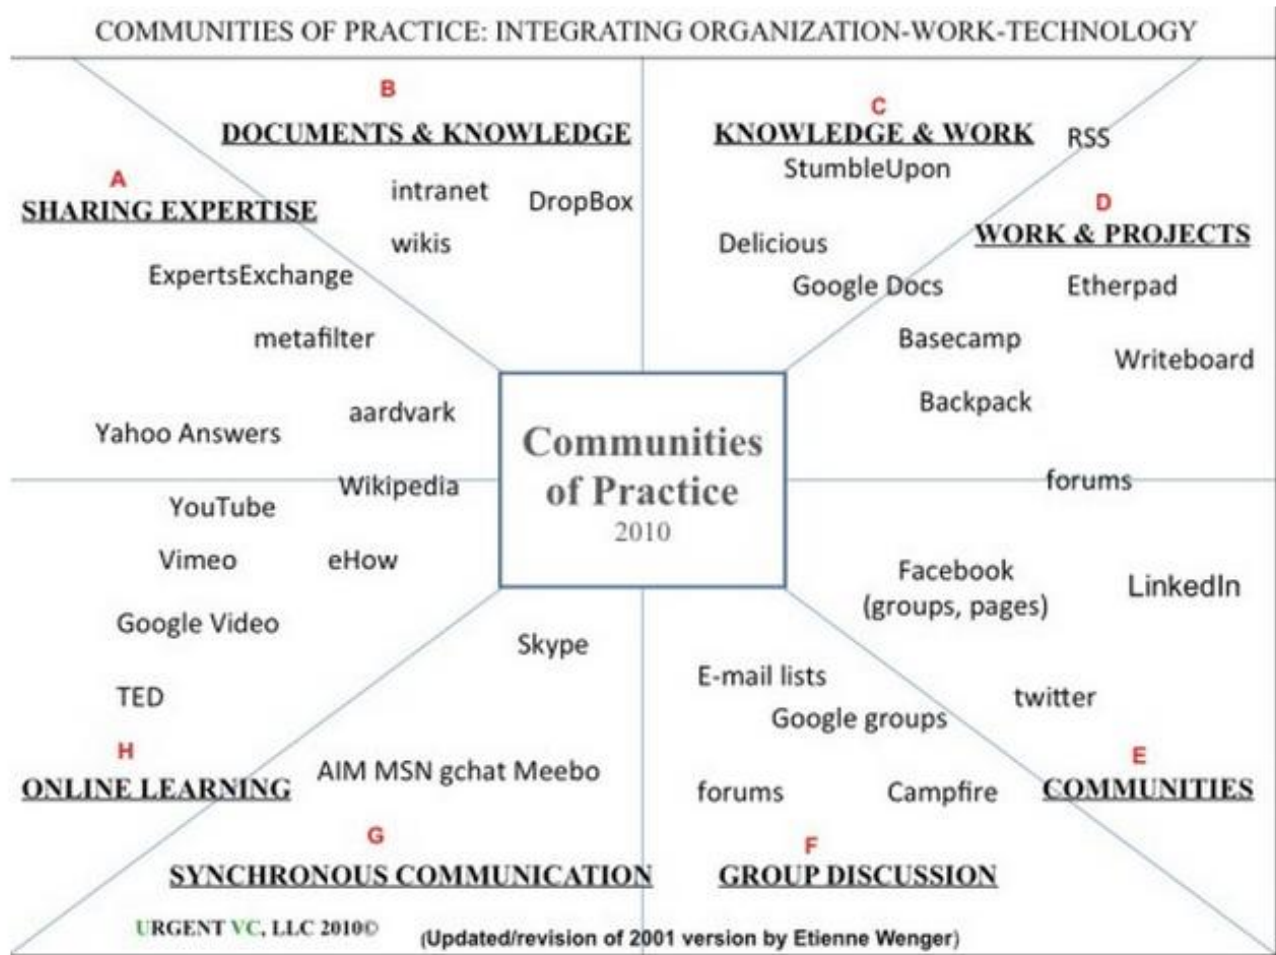 COMMUNITIES OF PRACTICE: INTEGRATING ORGANIZATION-WORK-TECHNOLOGY
A
SHARING EXPERTISE
ExpertsExchange
metafilter
aardvark
Yahoo Answers
Wikipedia
B
DOCUMENTS & KNOWLEDGE
intranet
DropBox
wikis
C
KNOWLEDGE & WORK
StumbleUpon
RSS
Delicious
Google Docs
D
WORK & PROJECTS
Etherpad
Basecamp
Writeboard
Backpack
forums
Communities
of Practice
2010
Facebook
(groups, pages)
LinkedIn
twitter
E
COMMUNITIES
E-mail lists
Google groups
forums
Campfire
F
GROUP DISCUSSION
Skype
AIM MSN gchat Meebo
G
SYNCHRONOUS COMMUNICATION
YouTube
Vimeo
eHow
Google Video
TED
H
ONLINE LEARNING
URGENT VC, LLC 2010©
(Updated/revision of 2001 version by Etienne Wenger)